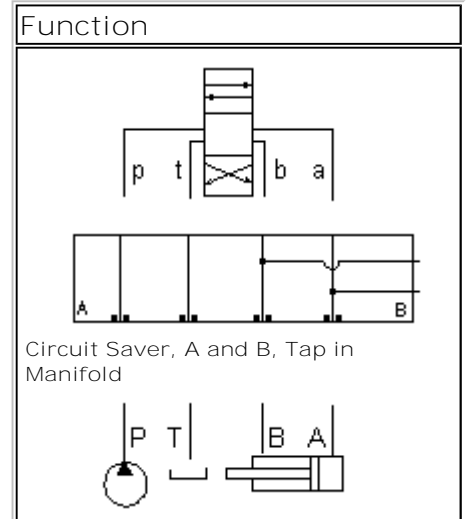 Function
p t b a
A B
Circuit Saver, A and B, Tap in
Manifold
P T B A